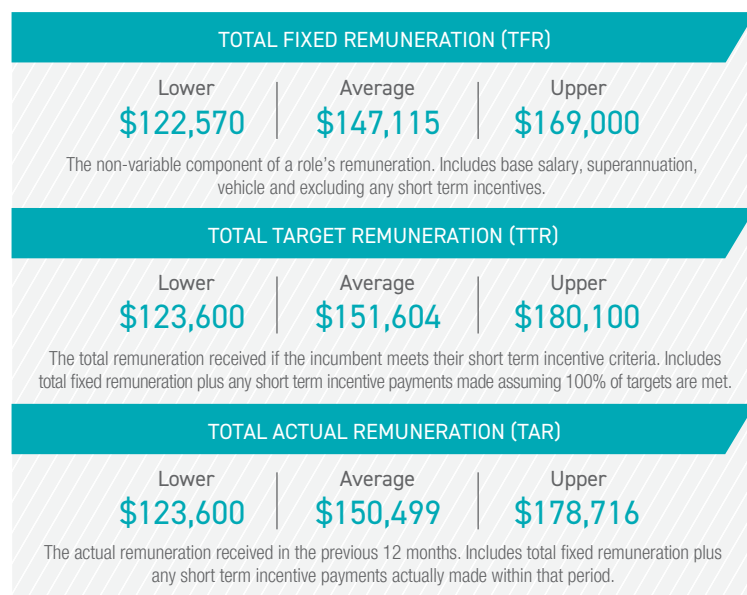 TOTAL FIXED REMUNERATION (TFR)
Lower Average Upper
$122,570 $147,115 $169,000
The non-variable component of a role’s remuneration. Includes base salary, superannuation,
vehicle and excluding any short term incentives.
TOTAL TARGET REMUNERATION (TTR)
Lower Average Upper
$123,600 $151,604 $180,100
The total remuneration received if the incumbent meets their short term incentive criteria. Includes
total fixed remuneration plus any short term incentive payments made assuming 100% of targets are met.
TOTAL ACTUAL REMUNERATION (TAR)
Lower Average Upper
$123,600 $150,499 $178,716
The actual remuneration received in the previous 12 months. Includes total fixed remuneration plus
any short term incentive payments actually made within that period.